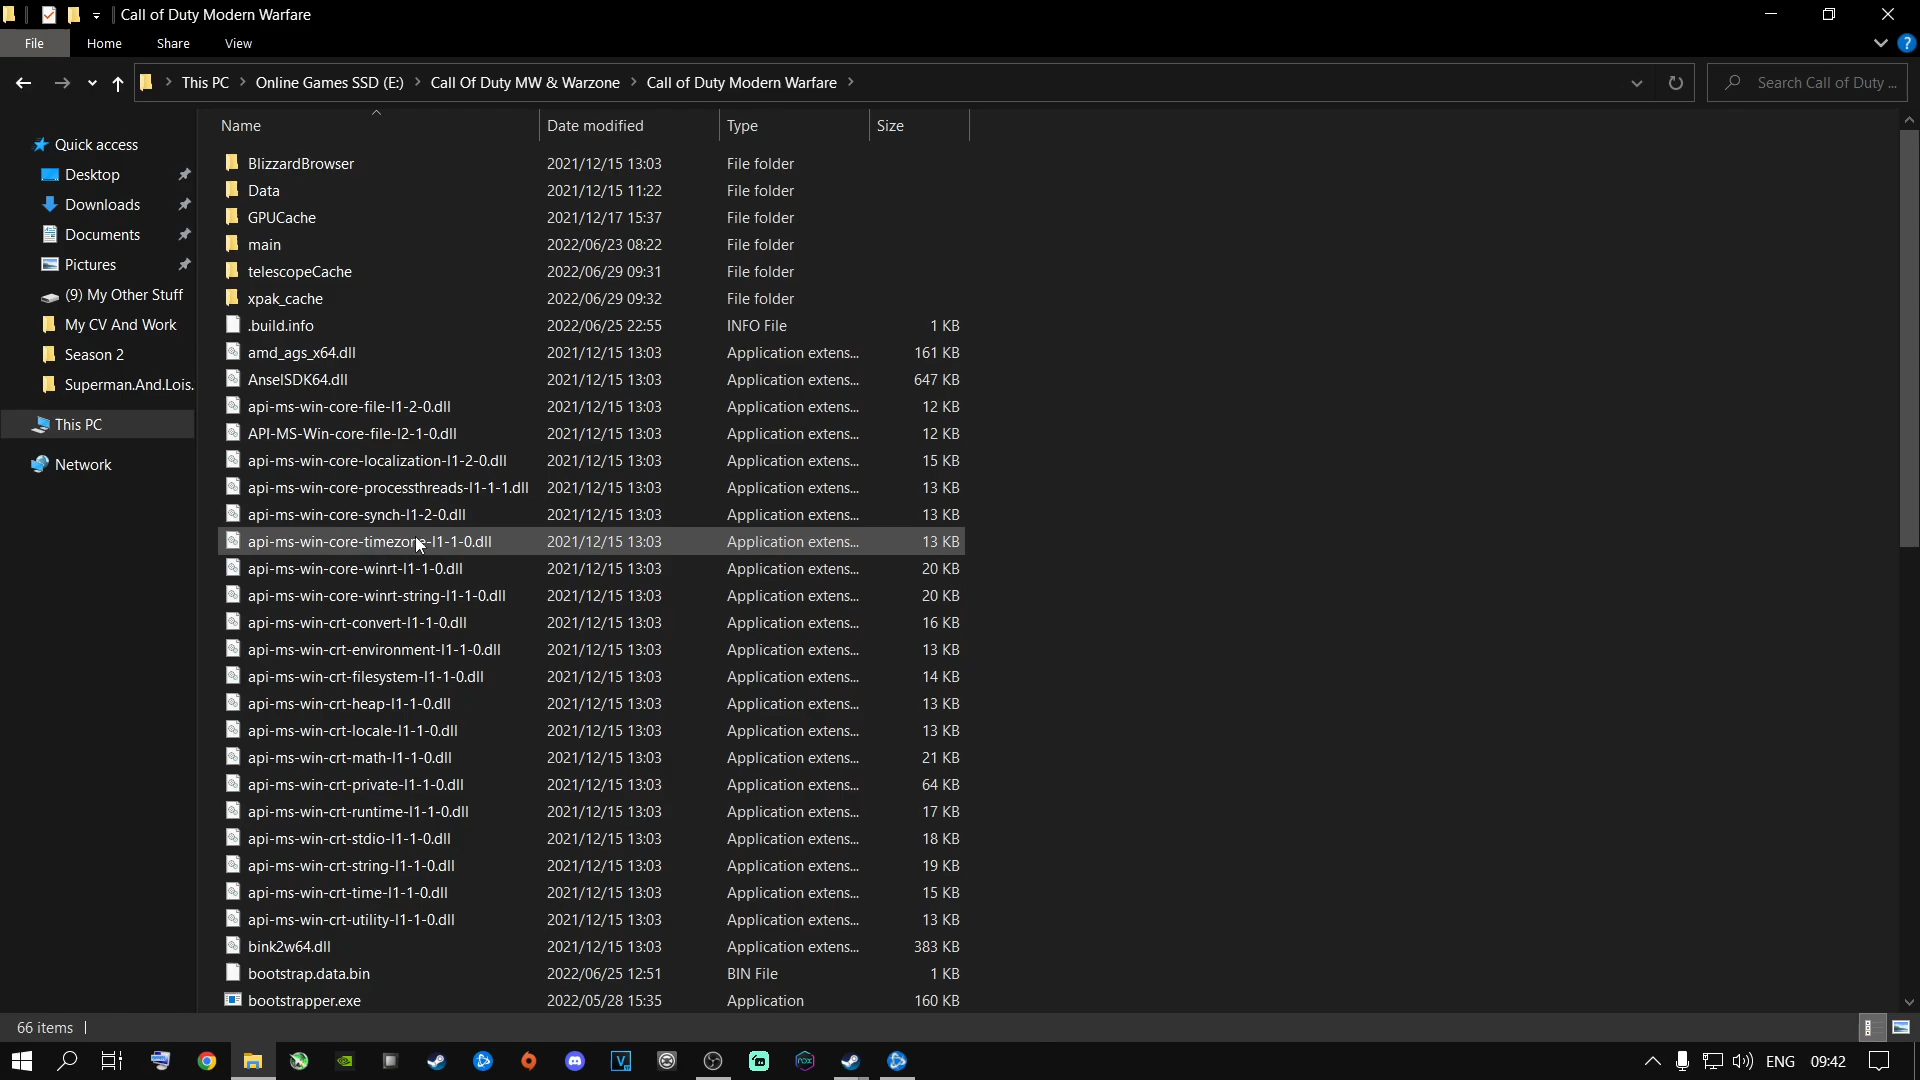 Call of Duty Modern Warfare
File Home Share View
This PC Online Games SSD (E:) Call Of Duty MW & Warzone Call of Duty Modern Warfare Search Call of Duty ...
Name Date modified Type Size
Quick access
Desktop
Downloads
Documents
Pictures
(9) My Other Stuff
My CV And Work
Season 2
Superman.And.Lois.
This PC
Network
BlizzardBrowser 2021/12/15 13:03 File folder
Data 2021/12/15 11:22 File folder
GPUCache 2021/12/17 15:37 File folder
main 2022/06/23 08:22 File folder
telescopeCache 2022/06/29 09:31 File folder
xpak_cache 2022/06/29 09:32 File folder
.build.info 2022/06/25 22:55 INFO File 1 KB
amd_ags_x64.dll 2021/12/15 13:03 Application extens... 161 KB
AnselSDK64.dll 2021/12/15 13:03 Application extens... 647 KB
api-ms-win-core-file-l1-2-0.dll 2021/12/15 13:03 Application extens... 12 KB
API-MS-Win-core-file-l2-1-0.dll 2021/12/15 13:03 Application extens... 12 KB
api-ms-win-core-localization-l1-2-0.dll 2021/12/15 13:03 Application extens... 15 KB
api-ms-win-core-processthreads-l1-1-1.dll 2021/12/15 13:03 Application extens... 13 KB
api-ms-win-core-synch-l1-2-0.dll 2021/12/15 13:03 Application extens... 13 KB
api-ms-win-core-timezone-l1-1-0.dll 2021/12/15 13:03 Application extens... 13 KB
api-ms-win-core-winrt-l1-1-0.dll 2021/12/15 13:03 Application extens... 20 KB
api-ms-win-core-winrt-string-l1-1-0.dll 2021/12/15 13:03 Application extens... 20 KB
api-ms-win-crt-convert-l1-1-0.dll 2021/12/15 13:03 Application extens... 16 KB
api-ms-win-crt-environment-l1-1-0.dll 2021/12/15 13:03 Application extens... 13 KB
api-ms-win-crt-filesystem-l1-1-0.dll 2021/12/15 13:03 Application extens... 14 KB
api-ms-win-crt-heap-l1-1-0.dll 2021/12/15 13:03 Application extens... 13 KB
api-ms-win-crt-locale-l1-1-0.dll 2021/12/15 13:03 Application extens... 13 KB
api-ms-win-crt-math-l1-1-0.dll 2021/12/15 13:03 Application extens... 21 KB
api-ms-win-crt-private-l1-1-0.dll 2021/12/15 13:03 Application extens... 64 KB
api-ms-win-crt-runtime-l1-1-0.dll 2021/12/15 13:03 Application extens... 17 KB
api-ms-win-crt-stdio-l1-1-0.dll 2021/12/15 13:03 Application extens... 18 KB
api-ms-win-crt-string-l1-1-0.dll 2021/12/15 13:03 Application extens... 19 KB
api-ms-win-crt-time-l1-1-0.dll 2021/12/15 13:03 Application extens... 15 KB
api-ms-win-crt-utility-l1-1-0.dll 2021/12/15 13:03 Application extens... 13 KB
bink2w64.dll 2021/12/15 13:03 Application extens... 383 KB
bootstrap.data.bin 2022/06/25 12:51 BIN File 1 KB
bootstrapper.exe 2022/05/28 15:35 Application 160 KB
66 items
ENG 09:42